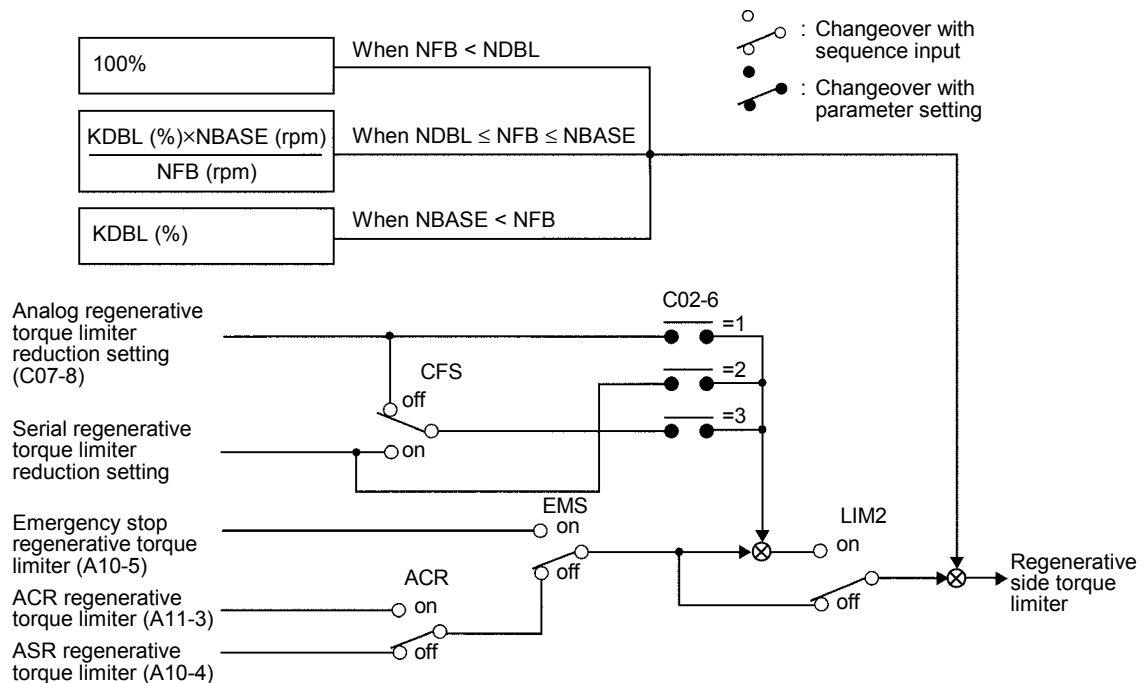 100%
When NFB < NDBL
: Changeover with
sequence input
: Changeover with
parameter setting
KDBL (%)×NBASE (rpm)
NFB (rpm)
When NDBL ≤ NFB ≤ NBASE
KDBL (%)
When NBASE < NFB
Analog regenerative
torque limiter
reduction setting
(C07-8)
C02-6
=1
=2
=3
CFS
off
on
Serial regenerative
torque limiter
reduction setting
Emergency stop
regenerative torque
limiter (A10-5)
EMS
on
off
LIM2
on
off
Regenerative
side torque
limiter
ACR regenerative
torque limiter (A11-3)
ACR
on
off
ASR regenerative
torque limiter (A10-4)